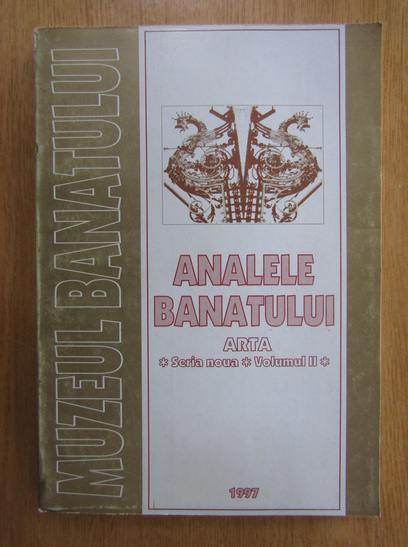 MUZEUL BANATULUI
ANALELE
BANATULUI
ARTA
* Seria noua * Volumul II *
1997